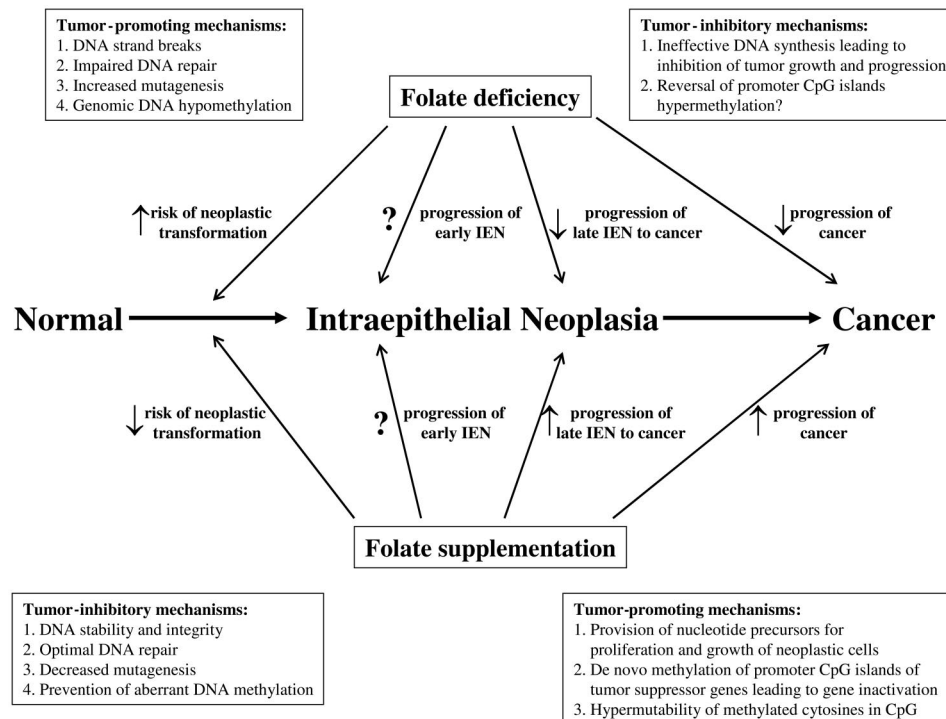 Tumor-promoting mechanisms:
1. DNA strand breaks
2. Impaired DNA repair
3. Increased mutagenesis
4. Genomic DNA hypomethylation
Tumor- inhibitory mechanisms:
1. Ineffective DNA synthesis leading to
inhibition of tumor growth and progression
2. Reversal of promoter CpG islands
hypermethylation?
Folate deficiency
↑ risk of neoplastic
transformation
? progression of
early IEN
↓ progression of
late IEN to cancer
↓ progression of
cancer
Normal
Intraepithelial Neoplasia
Cancer
↓ risk of neoplastic
transformation
? progression of
early IEN
↑ progression of
late IEN to cancer
↑ progression of
cancer
Folate supplementation
Tumor-inhibitory mechanisms:
1. DNA stability and integrity
2. Optimal DNA repair
3. Decreased mutagenesis
4. Prevention of aberrant DNA methylation
Tumor-promoting mechanisms:
1. Provision of nucleotide precursors for
proliferation and growth of neoplastic cells
2. De novo methylation of promoter CpG islands of
tumor suppressor genes leading to gene inactivation
3. Hypermutability of methylated cytosines in CpG